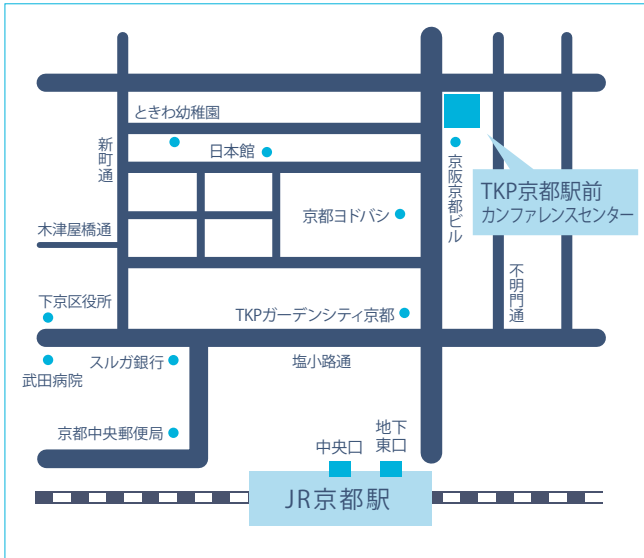 ときわ幼稚園
日本館
新町通
京阪京都ビル
TKP京都駅前
カンファレンスセンター
京都ヨドバシ
木津屋橋通
不明門通
下京区役所
TKPガーデンシティ京都
スルガ銀行
塩小路通
武田病院
京都中央郵便局
中央口
地下
東口
JR京都駅